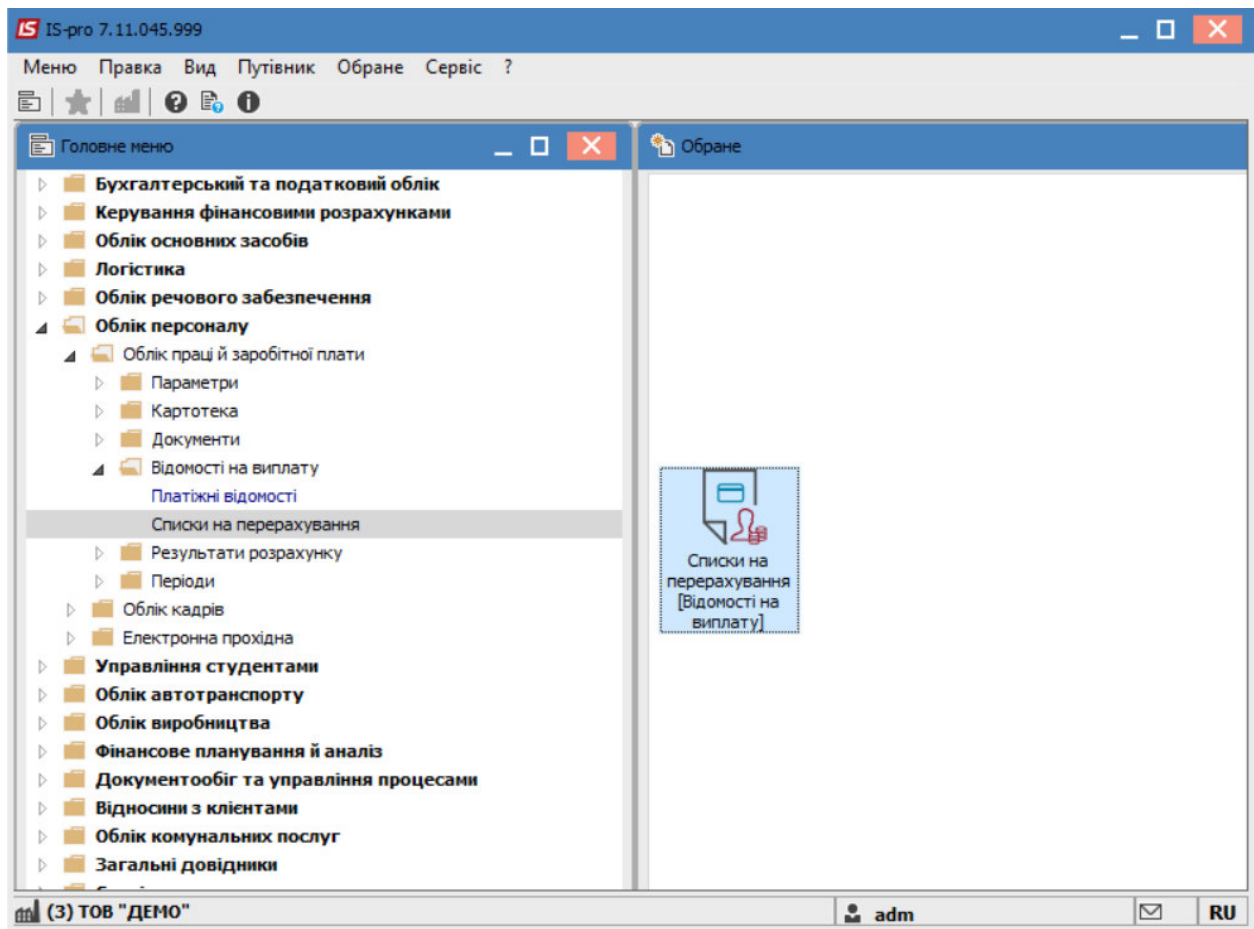 IS-pro 7.11.045.999
Меню Правка Вид Путівник Обране Сервіс ?
Головне меню
Обране
Бухгалтерський та податковий облік
Керування фінансовими розрахунками
Облік основних засобів
Логістика
Облік речового забезпечення
Облік персоналу
Облік праці й заробітної плати
Параметри
Картотека
Документи
Відомості на виплату
Платіжні відомості
Списки на перерахування
Результати розрахунку
Періоди
Облік кадрів
Електронна прохідна
Управління студентами
Облік автотранспорту
Облік виробництва
Фінансове планування й аналіз
Документообіг та управління процесами
Відносини з клієнтами
Облік комунальних послуг
Загальні довідники
Списки на
перерахування
[Відомості на
виплату]
(3) ТОВ "ДЕМО"
adm
RU